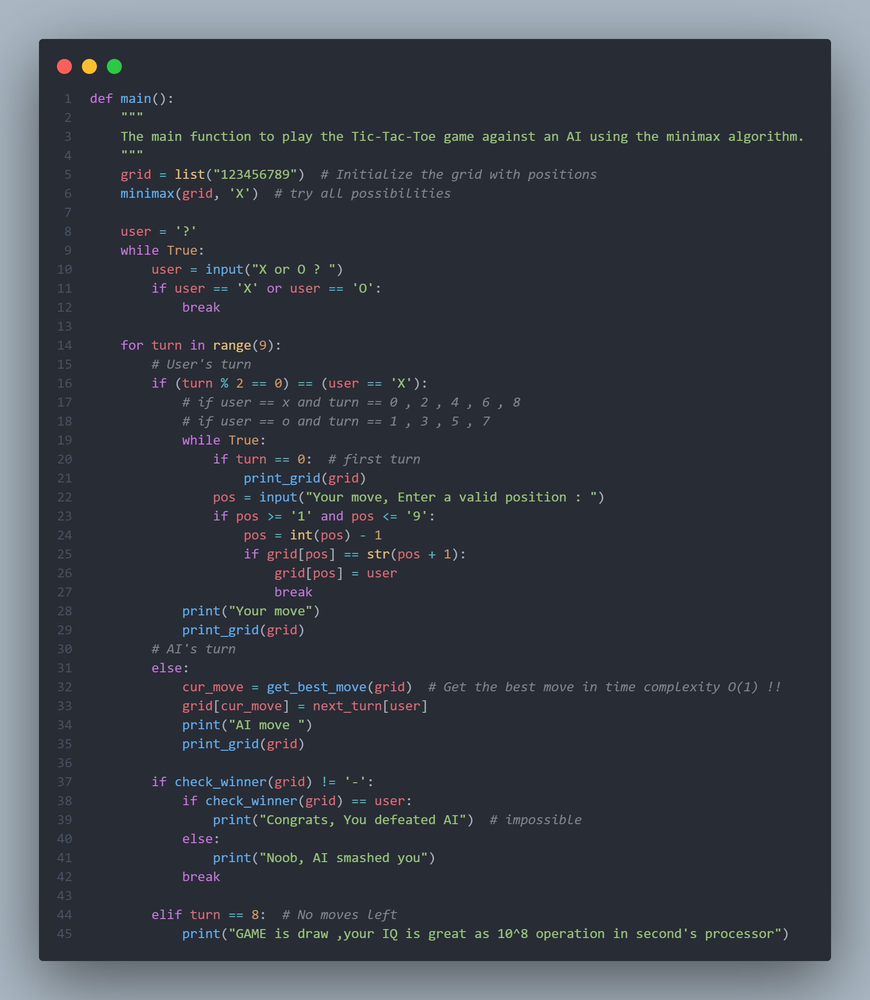 1 def main():
2     """
3     The main function to play the Tic-Tac-Toe game against an AI using the minimax algorithm.
4     """
5     grid = list("123456789")  # Initialize the grid with positions
6     minimax(grid, 'X')  # try all possibilities
7
8     user = '?'
9     while True:
10         user = input("X or O ? ")
11         if user == 'X' or user == 'O':
12             break
13
14     for turn in range(9):
15         # User's turn
16         if (turn % 2 == 0) == (user == 'X'):
17             # if user == x and turn == 0 , 2 , 4 , 6 , 8
18             # if user == o and turn == 1 , 3 , 5 , 7
19             while True:
20                 if turn == 0:  # first turn
21                     print_grid(grid)
22                 pos = input("Your move, Enter a valid position : ")
23                 if pos >= '1' and pos <= '9':
24                     pos = int(pos) - 1
25                     if grid[pos] == str(pos + 1):
26                         grid[pos] = user
27                         break
28             print("Your move")
29             print_grid(grid)
30         # AI's turn
31         else:
32             cur_move = get_best_move(grid)  # Get the best move in time complexity O(1) !!
33             grid[cur_move] = next_turn[user]
34             print("AI move ")
35             print_grid(grid)
36
37         if check_winner(grid) != '-':
38             if check_winner(grid) == user:
39                 print("Congrats, You defeated AI")  # impossible
40             else:
41                 print("Noob, AI smashed you")
42             break
43
44         elif turn == 8:  # No moves left
45             print("GAME is draw ,your IQ is great as 10^8 operation in second's processor")